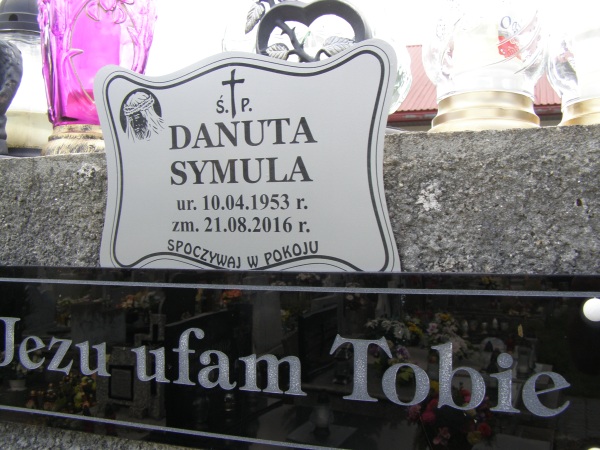 Ś. P.
DANUTA
SYMULA
ur. 10.04.1953 r.
zm. 21.08.2016 r.
SPOCZYWAJ W POKOJU
Jezu ufam Tobie